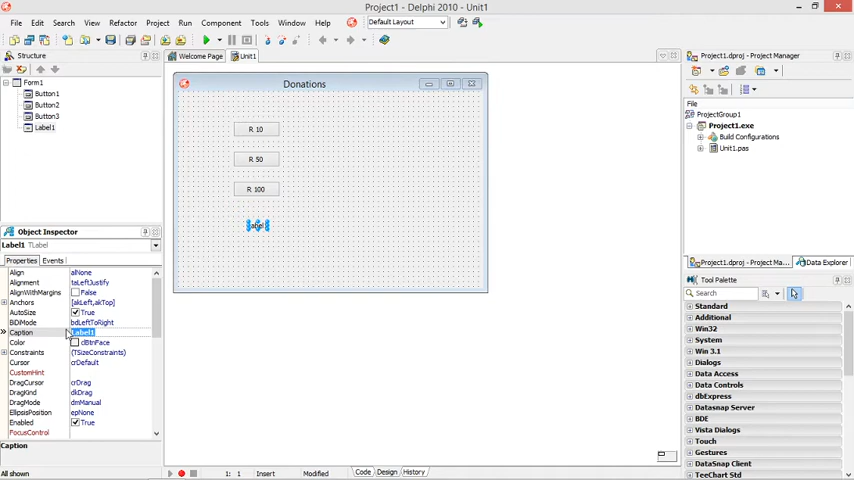 Project1 - Delphi 2010 - Unit1
File Edit Search View Refactor Project Run Component Tools Window Help
Default Layout
Structure
Form1
Button1
Button2
Button3
Label1
Welcome Page Unit1
Donations
R 10
R 50
R 100
Object Inspector
Label1 TLabel
Properties Events
Align alNone
Alignment taLeftJustify
AlignWithMargins False
Anchors [akLeft,akTop]
AutoSize True
BiDiMode bdLeftToRight
Caption Label1
Color clBtnFace
Constraints (TSizeConstraints)
Cursor crDefault
CustomHint
DragCursor crDrag
DragKind dkDrag
DragMode dmManual
EllipsisPosition epNone
Enabled True
FocusControl
Caption
All shown
1: 1 Insert Modified Code Design History
Project1.dproj - Project Manager
File
ProjectGroup1
Project1.exe
Build Configurations
Unit1.pas
Project1.dproj - Project Ma... Data Explorer
Tool Palette
Search
Standard
Additional
Win32
System
Win 3.1
Dialogs
Data Access
Data Controls
dbExpress
Datasnap Server
BDE
Vista Dialogs
Touch
Gestures
DataSnap Client
TeeChart Std